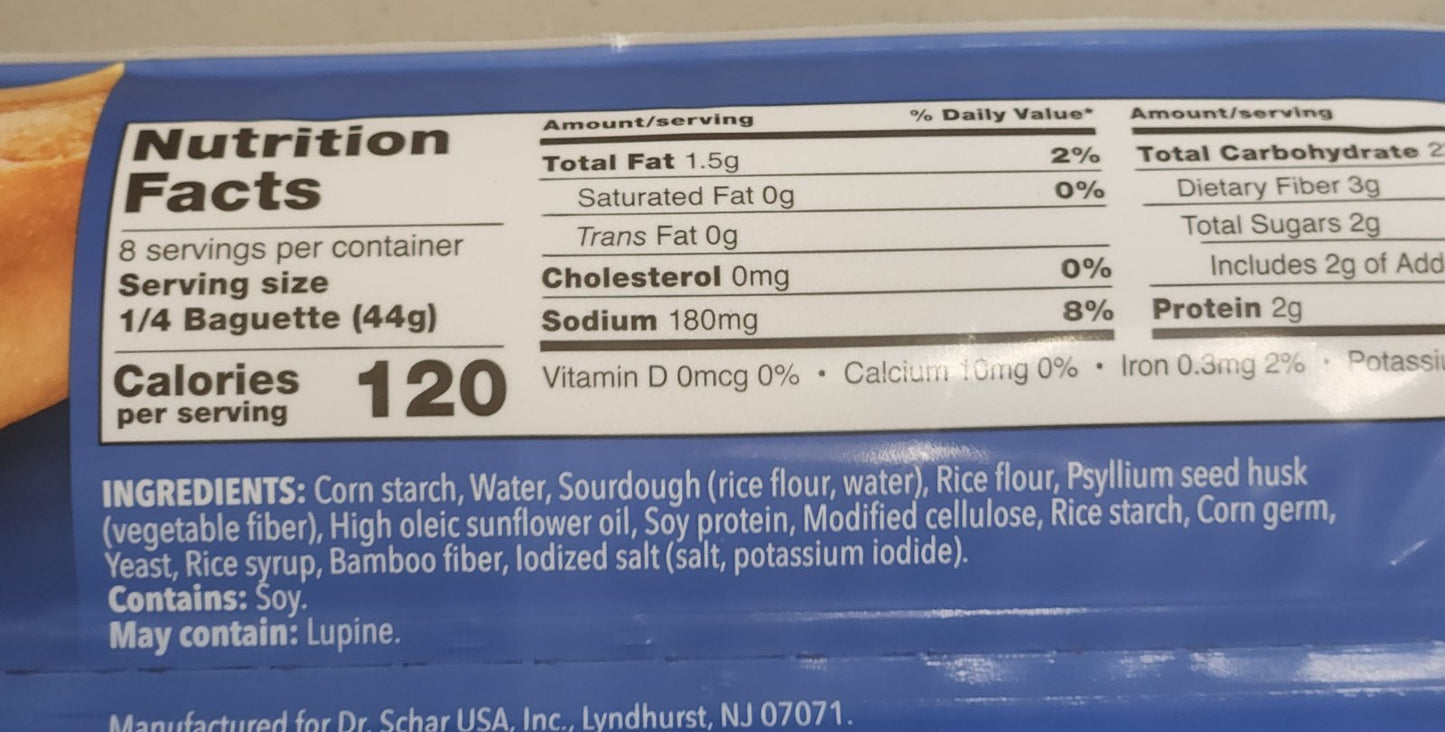 Nutrition
Facts
8 servings per container
Serving size
1/4 Baguette (44g)
Calories
per serving
120
Amount/serving % Daily Value*
Total Fat 1.5g 2%
Saturated Fat 0g 0%
Trans Fat 0g
Cholesterol 0mg 0%
Sodium 180mg 8%
Amount/serving
Total Carbohydrate
Dietary Fiber 3g
Total Sugars 2g
Includes 2g of
Protein 2g
Vitamin D 0mcg 0% • Calcium 10mg 0% • Iron 0.3mg 2% •
INGREDIENTS: Corn starch, Water, Sourdough (rice flour, water), Rice flour, Psyllium seed husk
(vegetable fiber), High oleic sunflower oil, Soy protein, Modified cellulose, Rice starch, Corn germ,
Yeast, Rice syrup, Bamboo fiber, Iodized salt (salt, potassium iodide).
Contains: Soy.
May contain: Lupine.
Manufactured for Dr. Schar USA, Inc., Lyndhurst, NJ 07071.